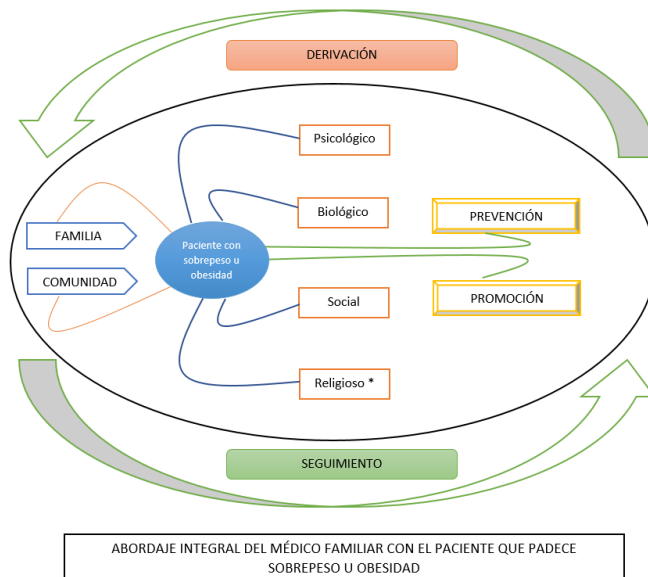 DERIVACIÓN
Psicológico
Biológico
PREVENCIÓN
FAMILIA
Paciente con
sobrepeso u
obesidad
COMUNIDAD
Social
PROMOCIÓN
Religioso *
SEGUIMIENTO
ABORDAJE INTEGRAL DEL MÉDICO FAMILIAR CON EL PACIENTE QUE PADECE
SOBREPESO U OBESIDAD